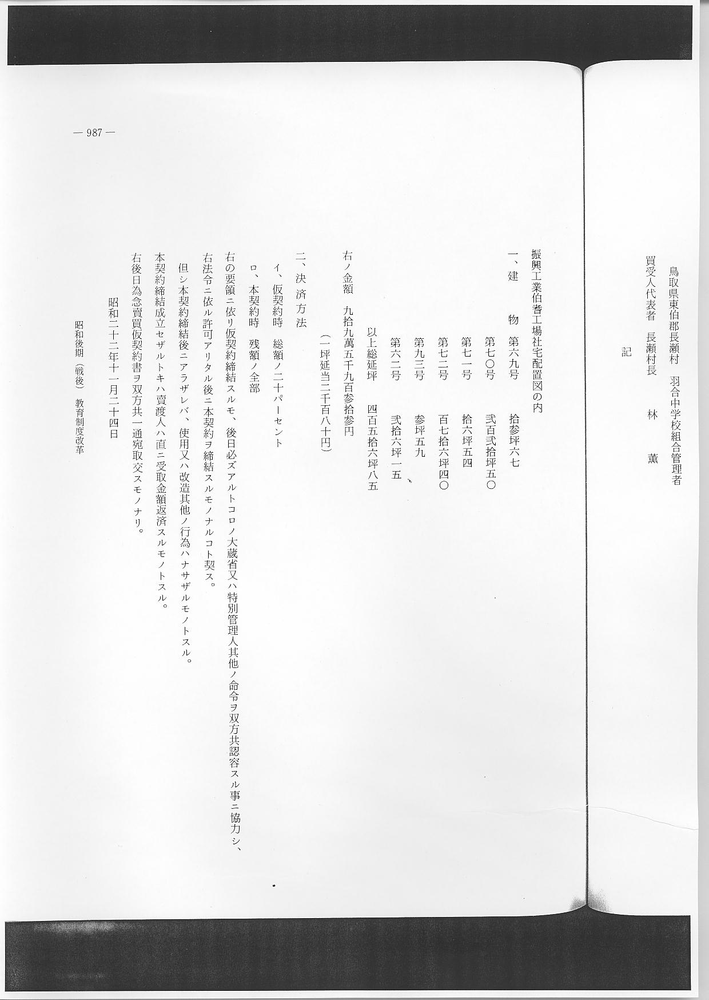 鳥取県東伯郡長瀬村　羽合中学校組合管理者
買受人代表者　長瀬村長　林　薫
記
振興工業伯耆工場社宅配置図の内
一、建　物　第六九号　拾参坪六七
第七〇号　弐百弐拾坪五〇
第七一号　拾六坪五四
第七二号　百七拾六坪四〇
第九三号　参坪五九
第六二号　弐拾六坪一五
以上総延坪　四百五拾六坪八五
右ノ金額　九拾九萬五千九百参拾参円
（一坪延当二千百八十円）
二、決済方法
イ、仮契約時　総額ノ二十パーセント
ロ、本契約時　残額ノ全部
右の要領ニ依リ仮契約締結スルモ、後日必ズアルトコロノ大蔵省又ハ特別管理人其他ノ命令ヲ双方共認容スル事ニ協力シ、
右法令ニ依ル許可アリタル後ニ本契約ヲ締結スルモノナルコト契ス。
但シ本契約締結後ニアラザレバ、使用又ハ改造其他ノ行為ハナサザルモノトスル。
本契約締結成立セザルトキハ賣渡人ハ直ニ受取金額返済スルモノトスル。
右後日為念賣買仮契約書ヲ双方共一通宛取交スモノナリ。
昭和二十二年十一月二十四日
昭和後期（戦後）　教育制度改革
― 987 ―